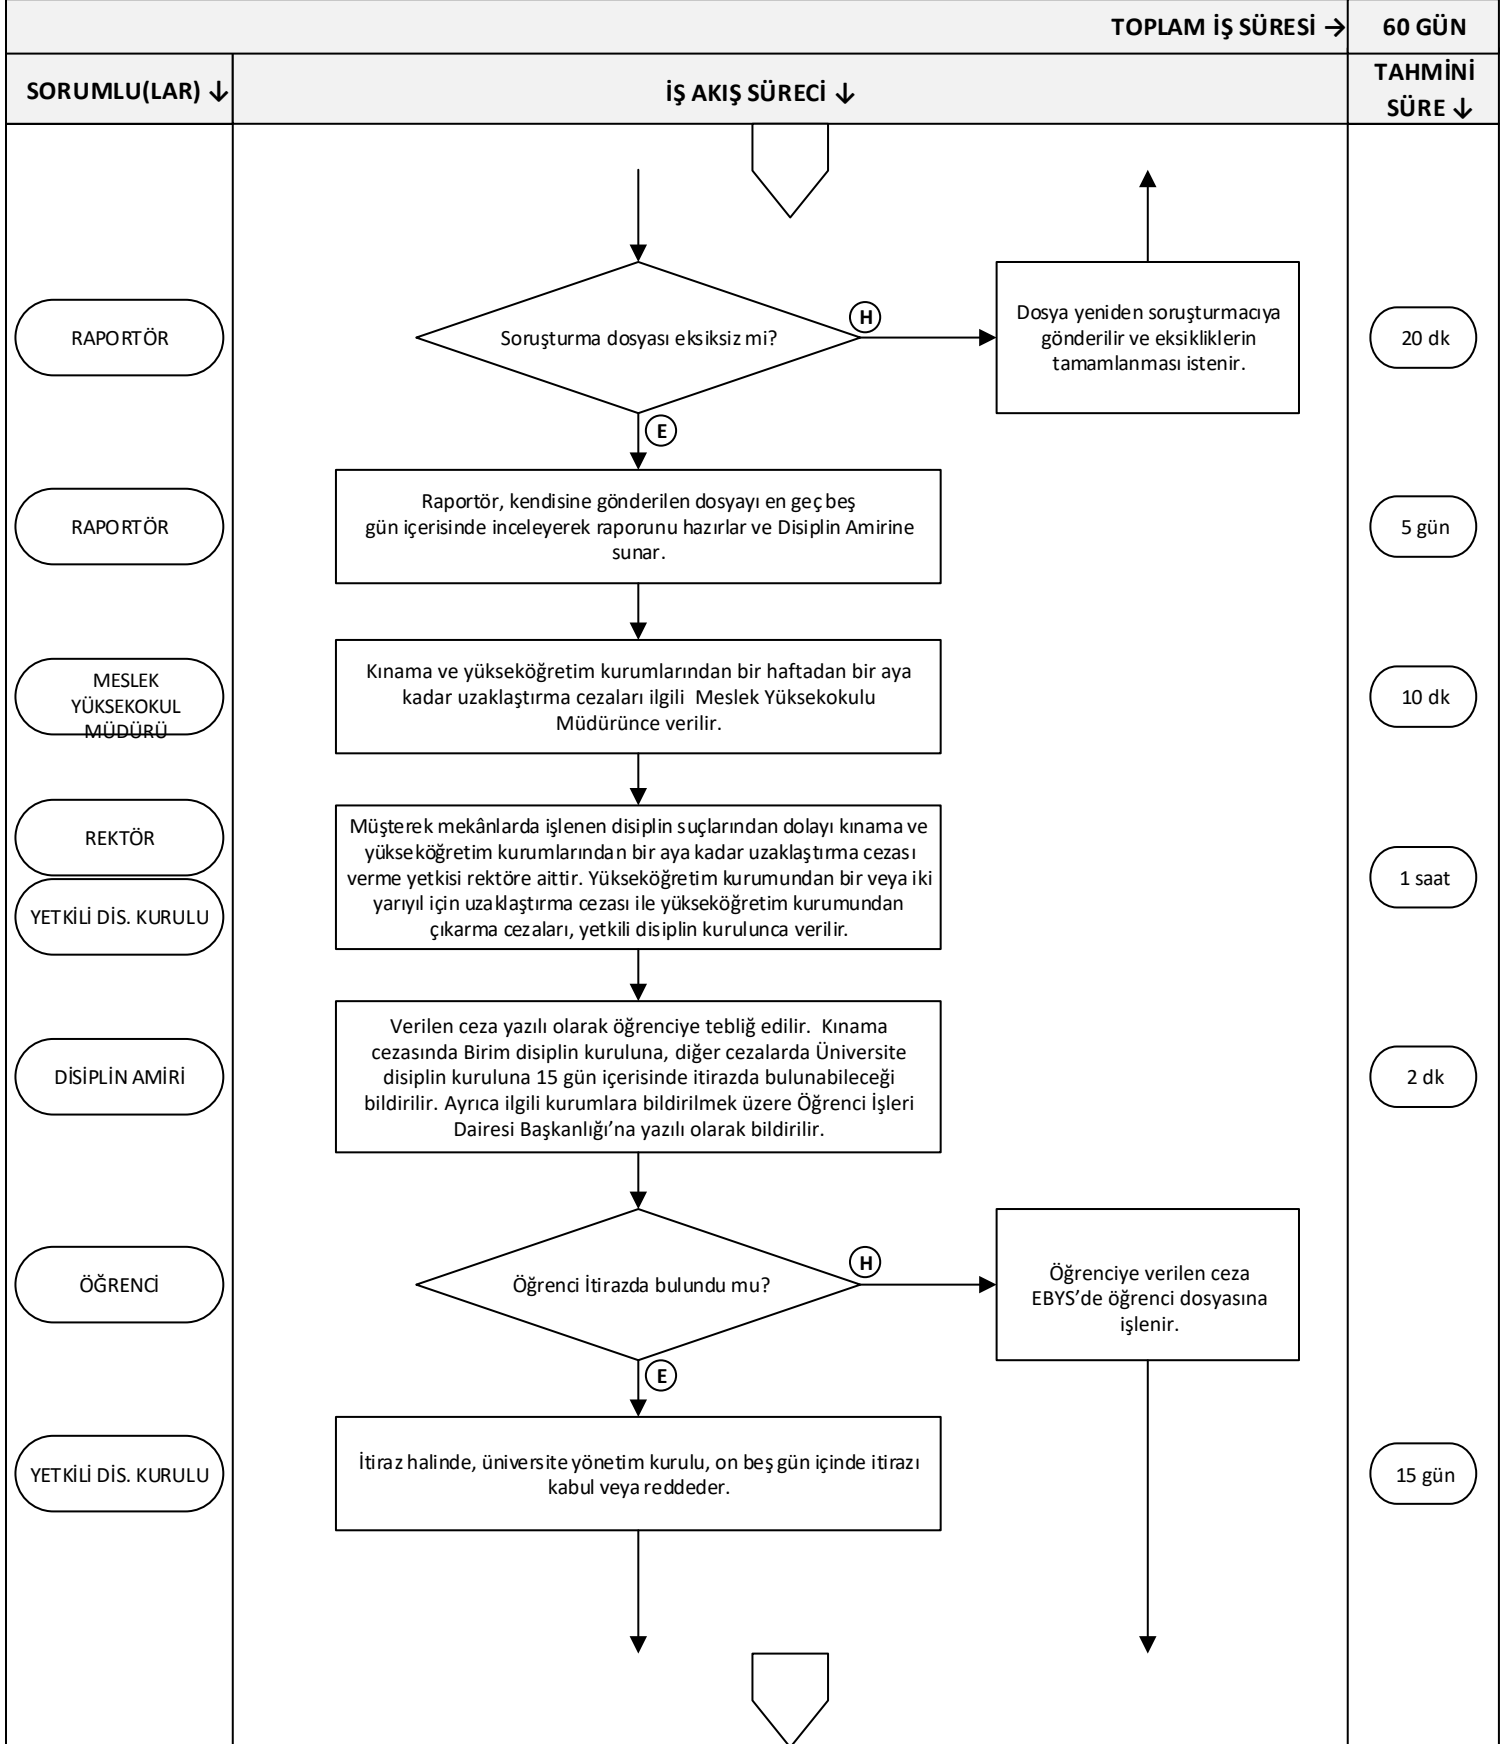 TOPLAM İŞ SÜRESİ →
60 GÜN
SORUMLU(LAR) ↓
İŞ AKIŞ SÜRECİ ↓
TAHMİNİ
SÜRE ↓
RAPORTÖR
Soruşturma dosyası eksiksiz mi?
H
Dosya yeniden soruşturmacıya
gönderilir ve eksikliklerin
tamamlanması istenir.
20 dk
E
RAPORTÖR
Raportör, kendisine gönderilen dosyayı en geç beş
gün içerisinde inceleyerek raporunu hazırlar ve Disiplin Amirine
sunar.
5 gün
MESLEK
YÜKSEKOKUL
MÜDÜRÜ
Kınama ve yükseköğretim kurumlarından bir haftadan bir aya
kadar uzaklaştırma cezaları ilgili  Meslek Yüksekokulu
Müdürünce verilir.
10 dk
REKTÖR
YETKİLİ DİS. KURULU
Müşterek mekânlarda işlenen disiplin suçlarından dolayı kınama ve
yükseköğretim kurumlarından bir aya kadar uzaklaştırma cezası
verme yetkisi rektöre aittir. Yükseköğretim kurumundan bir veya iki
yarıyıl için uzaklaştırma cezası ile yükseköğretim kurumundan
çıkarma cezaları, yetkili disiplin kurulunca verilir.
1 saat
DİSİPLİN AMİRİ
Verilen ceza yazılı olarak öğrenciye tebliğ edilir.  Kınama
cezasında Birim disiplin kuruluna, diğer cezalarda Üniversite
disiplin kuruluna 15 gün içerisinde itirazda bulunabileceği
bildirilir. Ayrıca ilgili kurumlara bildirilmek üzere Öğrenci İşleri
Dairesi Başkanlığı’na yazılı olarak bildirilir.
2 dk
ÖĞRENCİ
Öğrenci İtirazda bulundu mu?
H
Öğrenciye verilen ceza
EBYS’de öğrenci dosyasına
işlenir.
E
YETKİLİ DİS. KURULU
İtiraz halinde, üniversite yönetim kurulu, on beş gün içinde itirazı
kabul veya reddeder.
15 gün